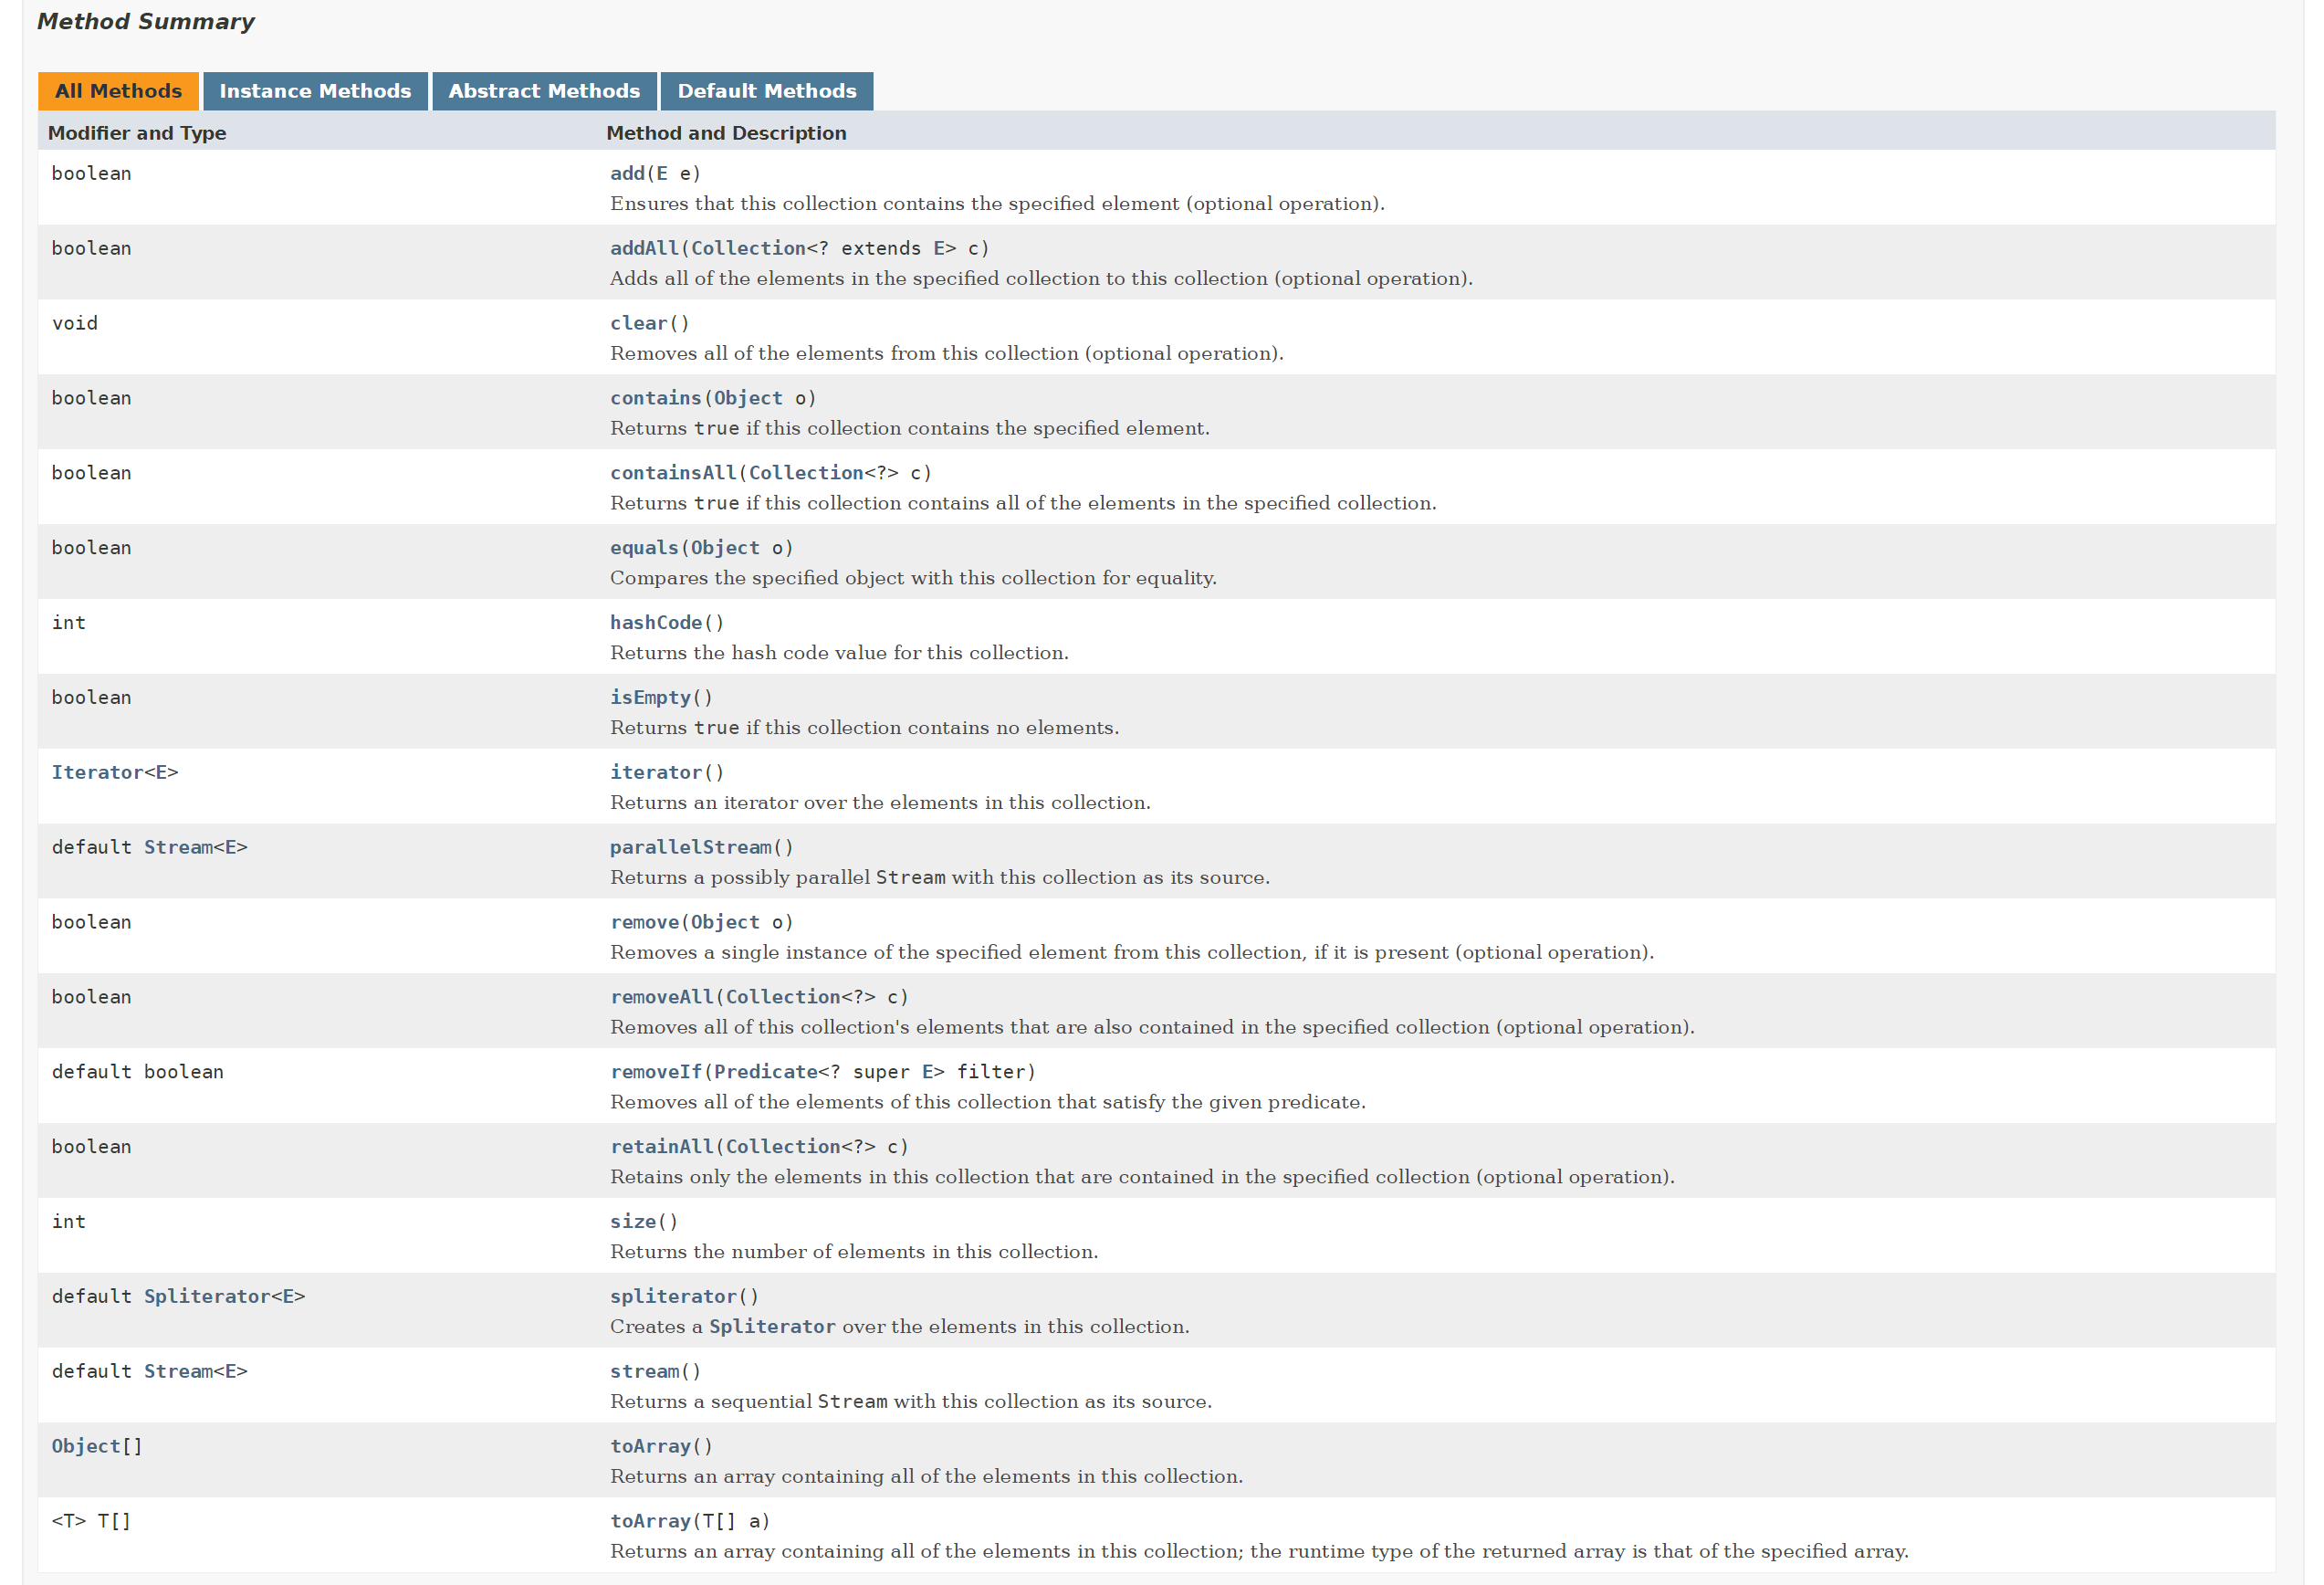 Method Summary
All Methods Instance Methods Abstract Methods Default Methods
Modifier and Type Method and Description
boolean add(E e)
Ensures that this collection contains the specified element (optional operation).
boolean addAll(Collection<? extends E> c)
Adds all of the elements in the specified collection to this collection (optional operation).
void clear()
Removes all of the elements from this collection (optional operation).
boolean contains(Object o)
Returns true if this collection contains the specified element.
boolean containsAll(Collection<?> c)
Returns true if this collection contains all of the elements in the specified collection.
boolean equals(Object o)
Compares the specified object with this collection for equality.
int hashCode()
Returns the hash code value for this collection.
boolean isEmpty()
Returns true if this collection contains no elements.
Iterator<E> iterator()
Returns an iterator over the elements in this collection.
default Stream<E> parallelStream()
Returns a possibly parallel Stream with this collection as its source.
boolean remove(Object o)
Removes a single instance of the specified element from this collection, if it is present (optional operation).
boolean removeAll(Collection<?> c)
Removes all of this collection's elements that are also contained in the specified collection (optional operation).
default boolean removeIf(Predicate<? super E> filter)
Removes all of the elements of this collection that satisfy the given predicate.
boolean retainAll(Collection<?> c)
Retains only the elements in this collection that are contained in the specified collection (optional operation).
int size()
Returns the number of elements in this collection.
default Spliterator<E> spliterator()
Creates a Spliterator over the elements in this collection.
default Stream<E> stream()
Returns a sequential Stream with this collection as its source.
Object[] toArray()
Returns an array containing all of the elements in this collection.
<T> T[] toArray(T[] a)
Returns an array containing all of the elements in this collection; the runtime type of the returned array is that of the specified array.